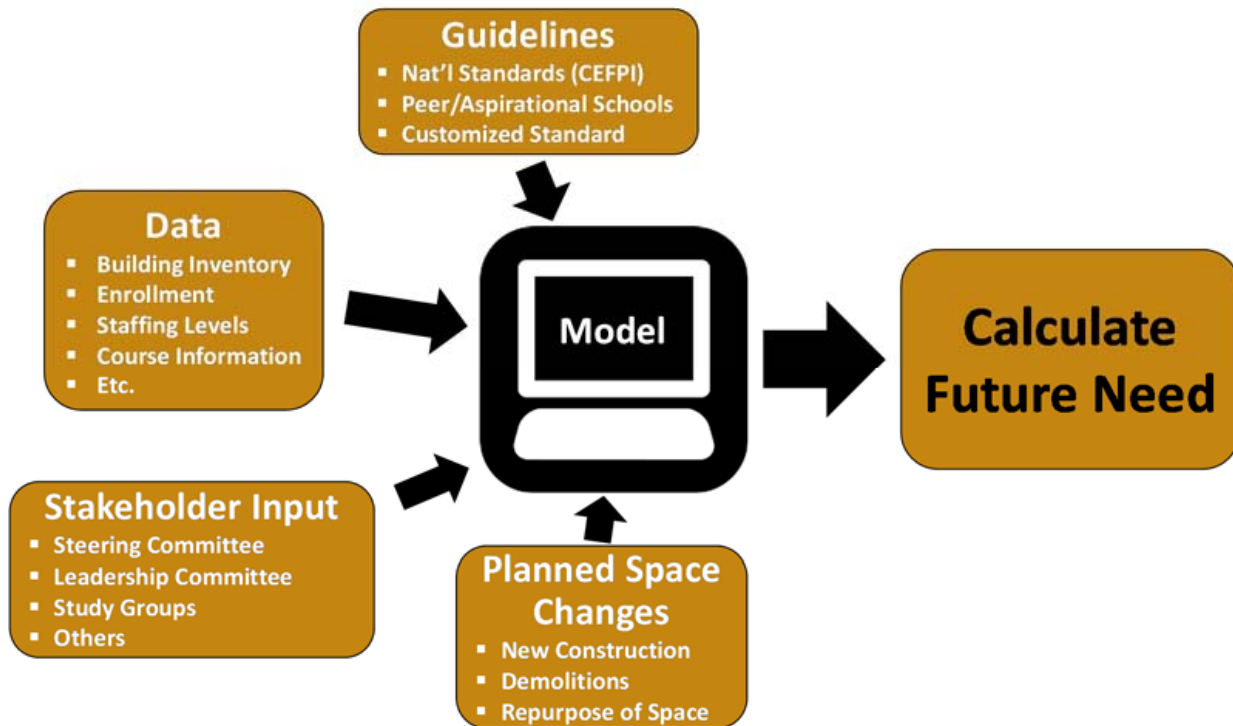 Guidelines
▪ Nat'l Standards (CEFPI)
▪ Peer/Aspirational Schools
▪ Customized Standard
Data
▪ Building Inventory
▪ Enrollment
▪ Staffing Levels
▪ Course Information
▪ Etc.
Model
Calculate
Future Need
Stakeholder Input
▪ Steering Committee
▪ Leadership Committee
▪ Study Groups
▪ Others
Planned Space
Changes
▪ New Construction
▪ Demolitions
▪ Repurpose of Space